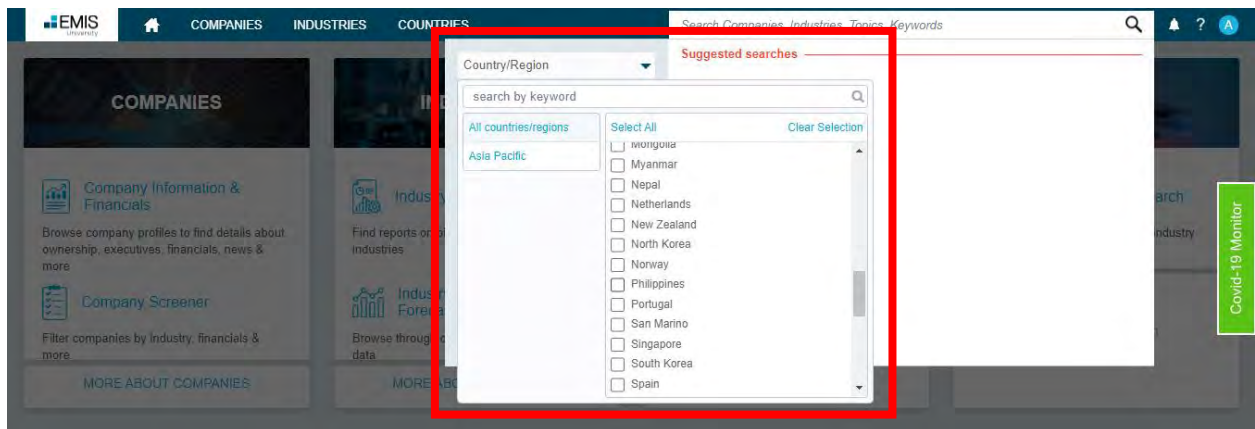 EMIS
University
COMPANIES
INDUSTRIES
COUNTRIES
Search Companies, Industries, Topics, Keywords
?
A
Country/Region
Suggested searches
search by keyword
All countries/regions
Asia Pacific
Select All
Clear Selection
Mongolia
Myanmar
Nepal
Netherlands
New Zealand
North Korea
Norway
Philippines
Portugal
San Marino
Singapore
South Korea
Spain
COMPANIES
Company Information &
Financials
Browse company profiles to find details about
ownership, executives, financials, news &
more
Company Screener
Filter companies by Industry, financials &
more
MORE ABOUT COMPANIES
Find reports on
industries
Browse through
data
MORE
Covid-19 Monitor